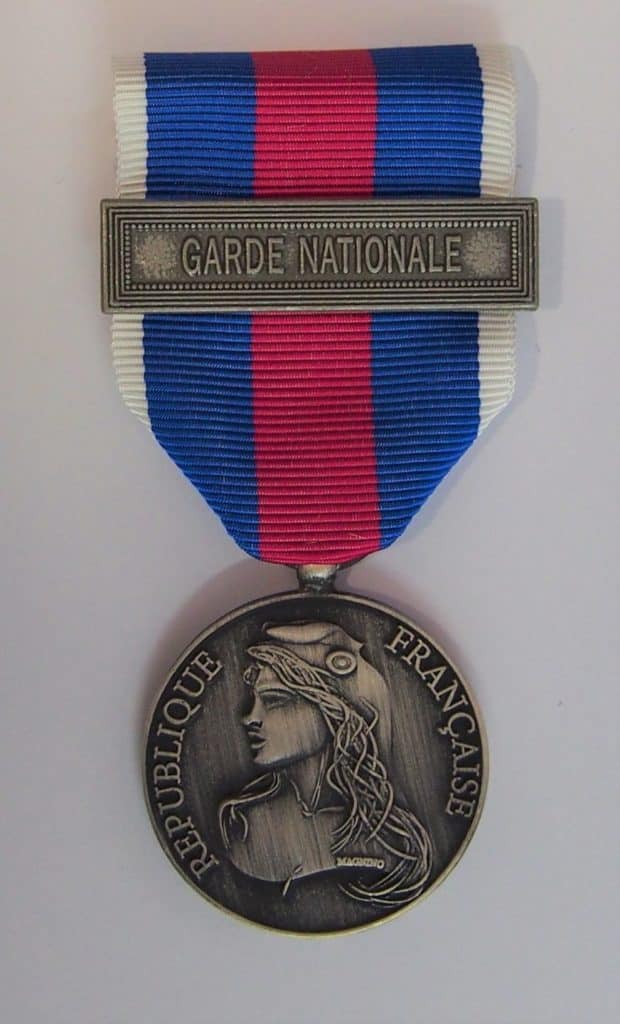 GARDE NATIONALE
REPUBLIQUE FRANÇAISE
MAGNINO